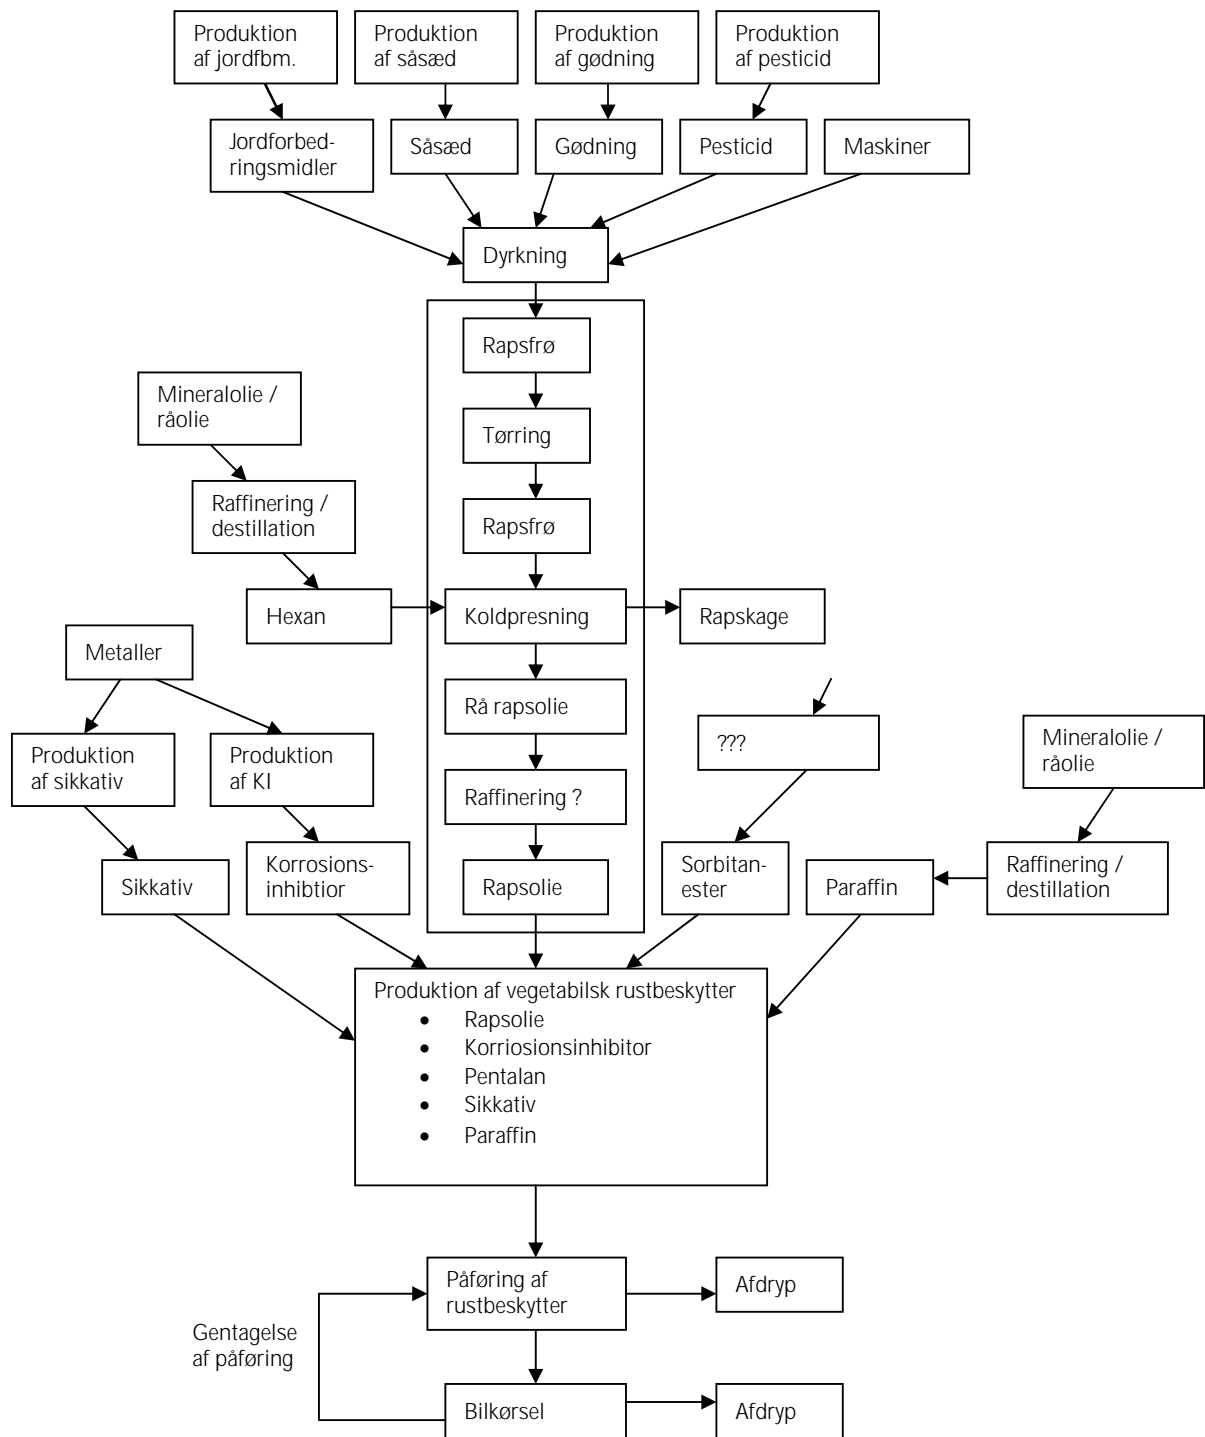 Produktion
af jordfbm.
Produktion
af såsæd
Produktion
af gødning
Produktion
af pesticid
Jordforbed-
ringsmidler
Såsæd
Gødning
Pesticid
Maskiner
Dyrkning
Rapsfrø
Mineralolie /
råolie
Tørring
Raffinering /
destillation
Rapsfrø
Hexan
Koldpresning
Rapskage
Metaller
Rå rapsolie
Produktion
af sikkativ
Produktion
af KI
???
Mineralolie /
råolie
Raffinering ?
Sikkativ
Korrosions-
inhibtior
Rapsolie
Sorbitan-
ester
Paraffin
Raffinering /
destillation
Produktion af vegetabilsk rustbeskytter
• Rapsolie
• Korriosionsinhibitor
• Pentalan
• Sikkativ
• Paraffin
Påføring af
rustbeskytter
Afdryp
Gentagelse
af påføring
Bilkørsel
Afdryp